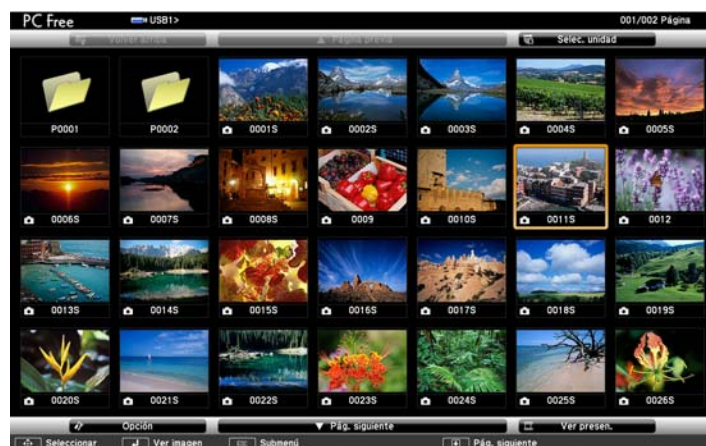 PC Free USB1> 001/002 Página
Volver arriba ▲ Página previa Selec. unidad
P0001 P0002 0001S 0002S 0003S 0004S 0005S
0006S 0007S 0008S 0009 0010S 0011S 0012
0013S 0014S 0015S 0016S 0017S 0018S 0019S
0020S 0021S 0022S 0023S 0024S 0025S 0026S
Opción ▼ Pág. siguiente Ver presen.
Seleccionar Ver imagen ESC Submenú Pág. siguiente